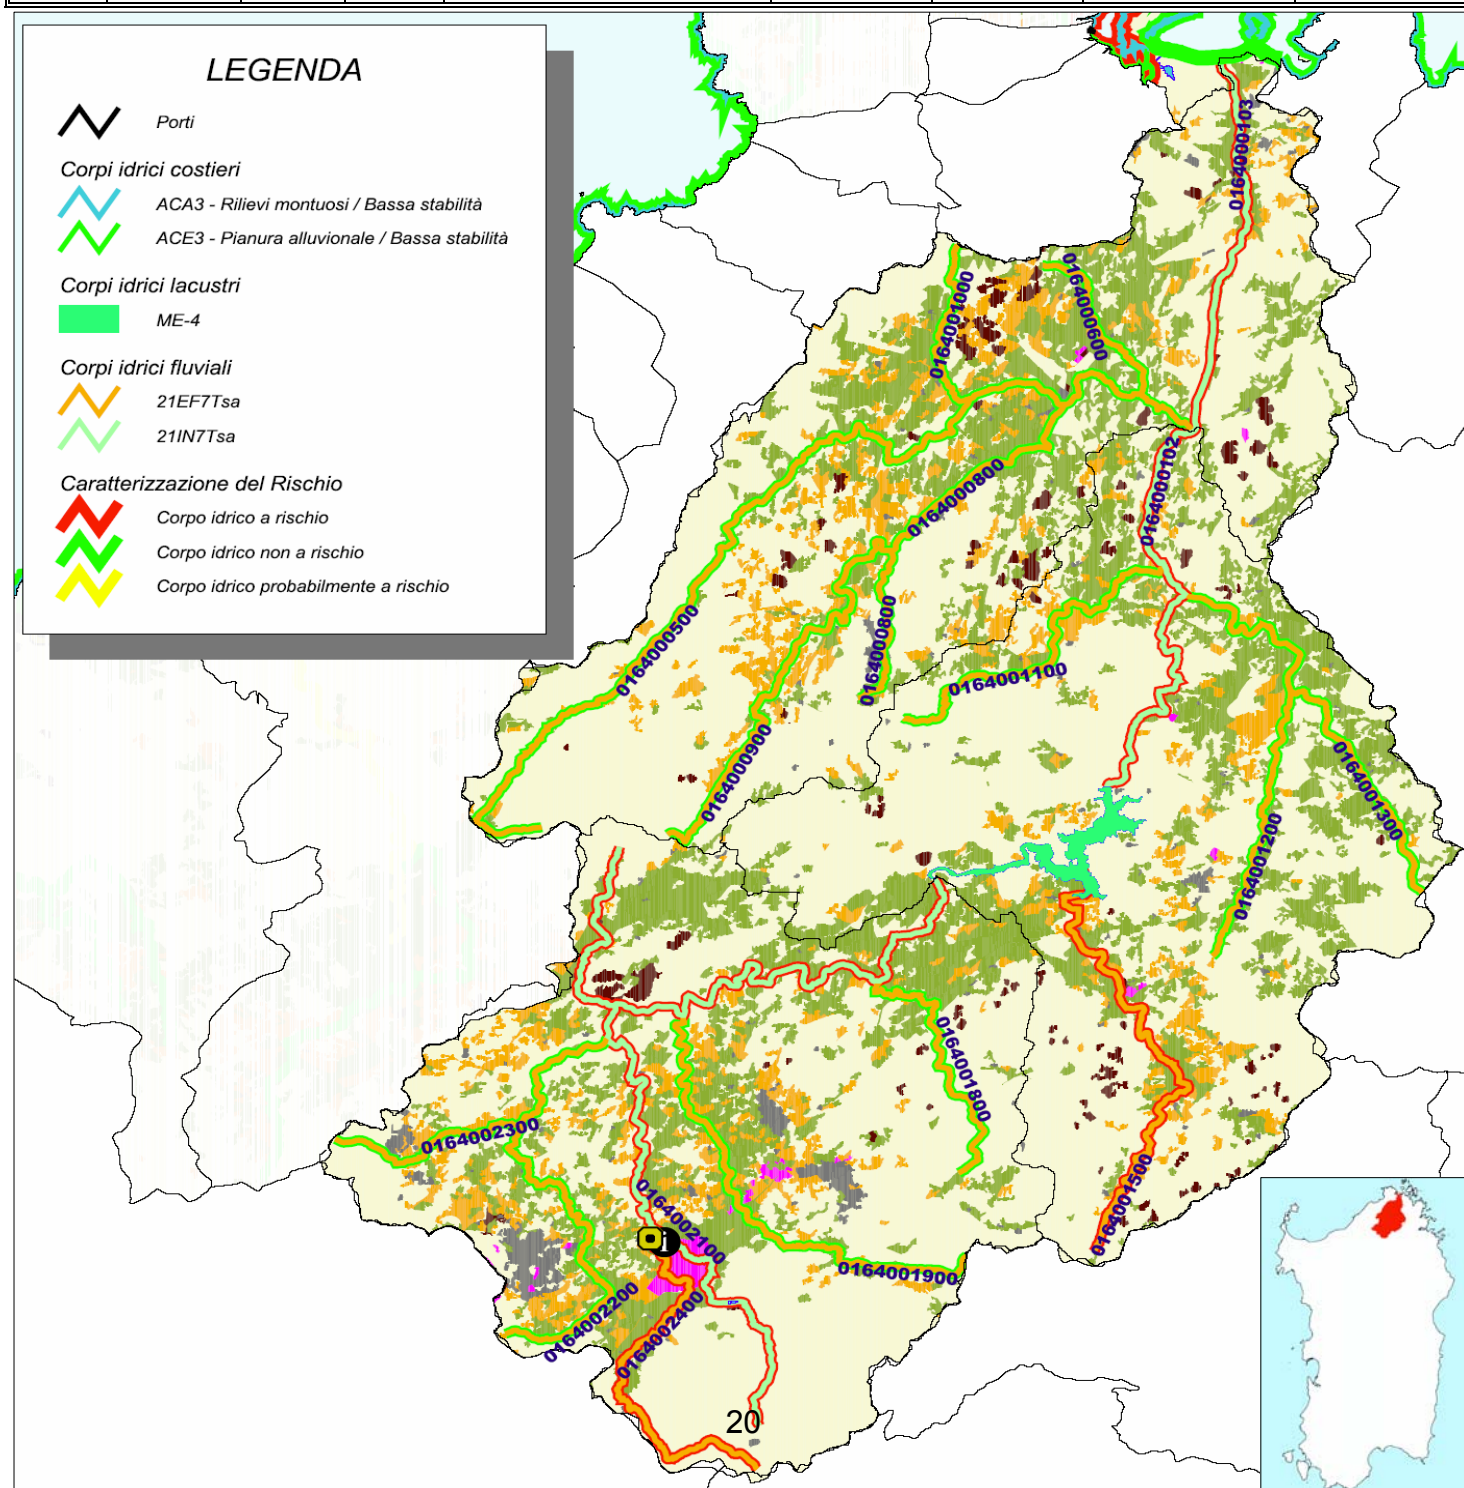 LEGENDA
Porti
Corpi idrici costieri
ACA3 - Rilievi montuosi / Bassa stabilità
ACE3 - Pianura alluvionale / Bassa stabilità
Corpi idrici lacustri
ME-4
Corpi idrici fluviali
21EF7Tsa
21IN7Tsa
Caratterizzazione del Rischio
Corpo idrico a rischio
Corpo idrico non a rischio
Corpo idrico probabilmente a rischio
0164000103
0164001000
0164000600
0164000102
0164000800
0164000500
0164000800
0164001100
0164000900
0164001300
0164001200
0164001800
0164002300
0164001500
0164002100
i
0164001900
0164002200
0164002400
20